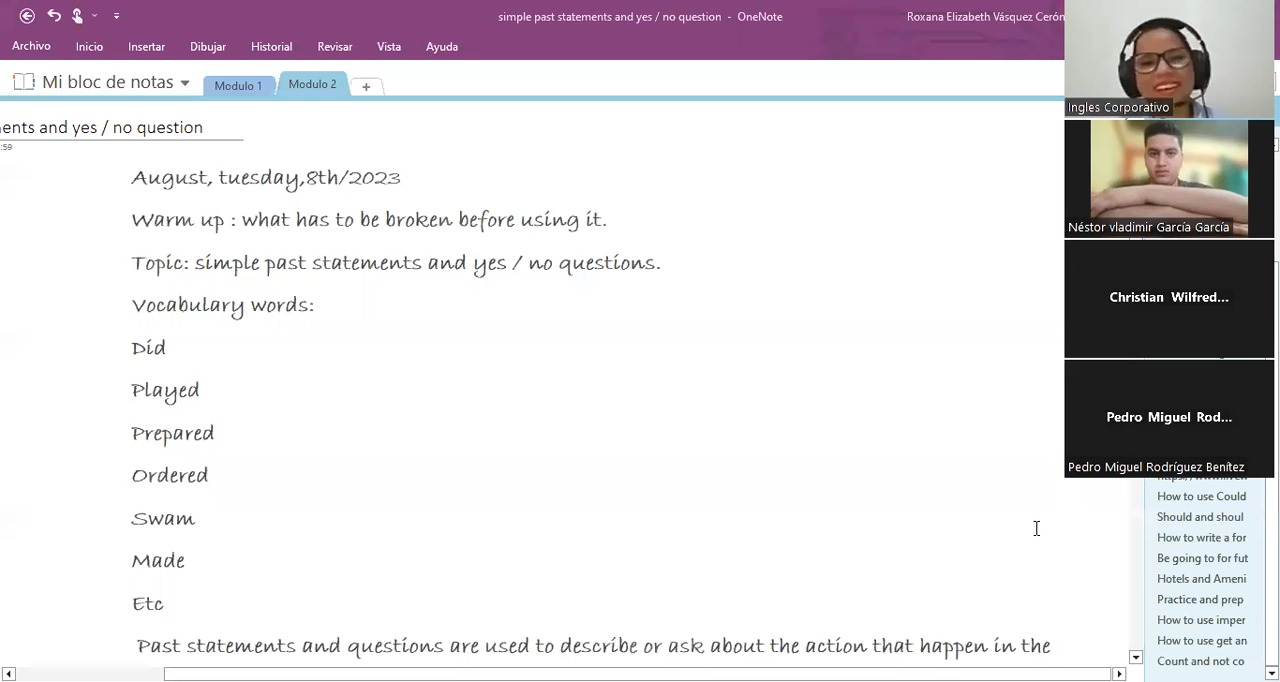 simple past statements and yes / no question - OneNote
Roxana Elizabeth Vásquez Cerón
Archivo Inicio Insertar Dibujar Historial Revisar Vista Ayuda
Mi bloc de notas Modulo 1 Modulo 2 +
ents and yes / no question
:59
August, tuesday,8th/2023
Warm up : what has to be broken before using it.
Topic: simple past statements and yes / no questions.
Vocabulary words:
Did
Played
Prepared
Ordered
Swam
Made
Etc
Past statements and questions are used to describe or ask about the action that happen in the
Ingles Corporativo
Néstor vladimir García García
Christian Wilfred...
Pedro Miguel Rod...
Pedro Miguel Rodríguez Benítez
How to use Could
Should and shoul
How to write a for
Be going to for fut
Hotels and Ameni
Practice and prep
How to use imper
How to use get an
Count and not co